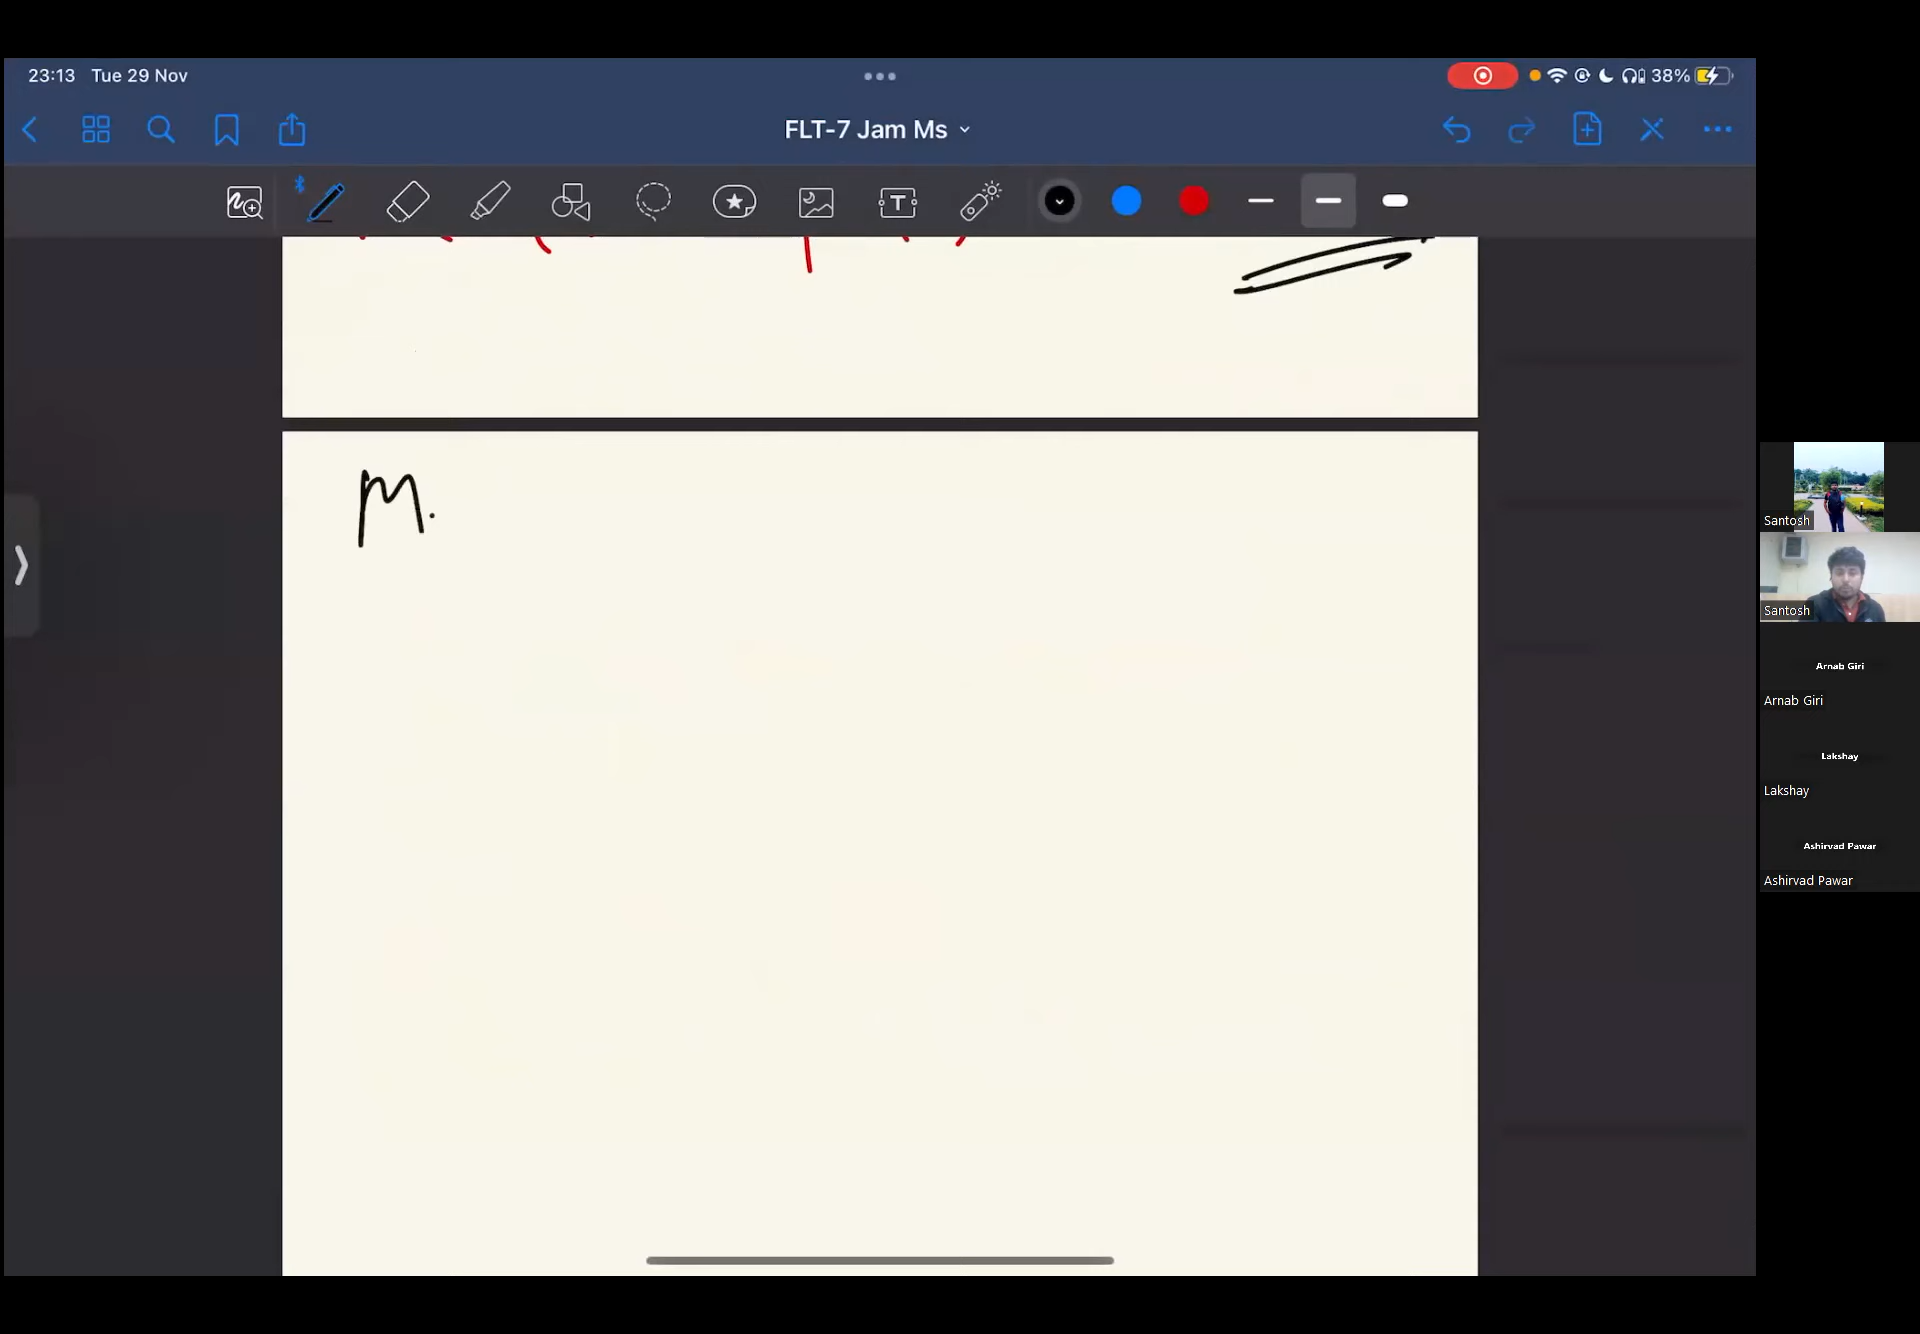 23:13 Tue 29 Nov
38%
FLT-7 Jam Ms
T
M.
Santosh
Santosh
Arnab Giri
Arnab Giri
Lakshay
Lakshay
Ashirvad Pawar
Ashirvad Pawar